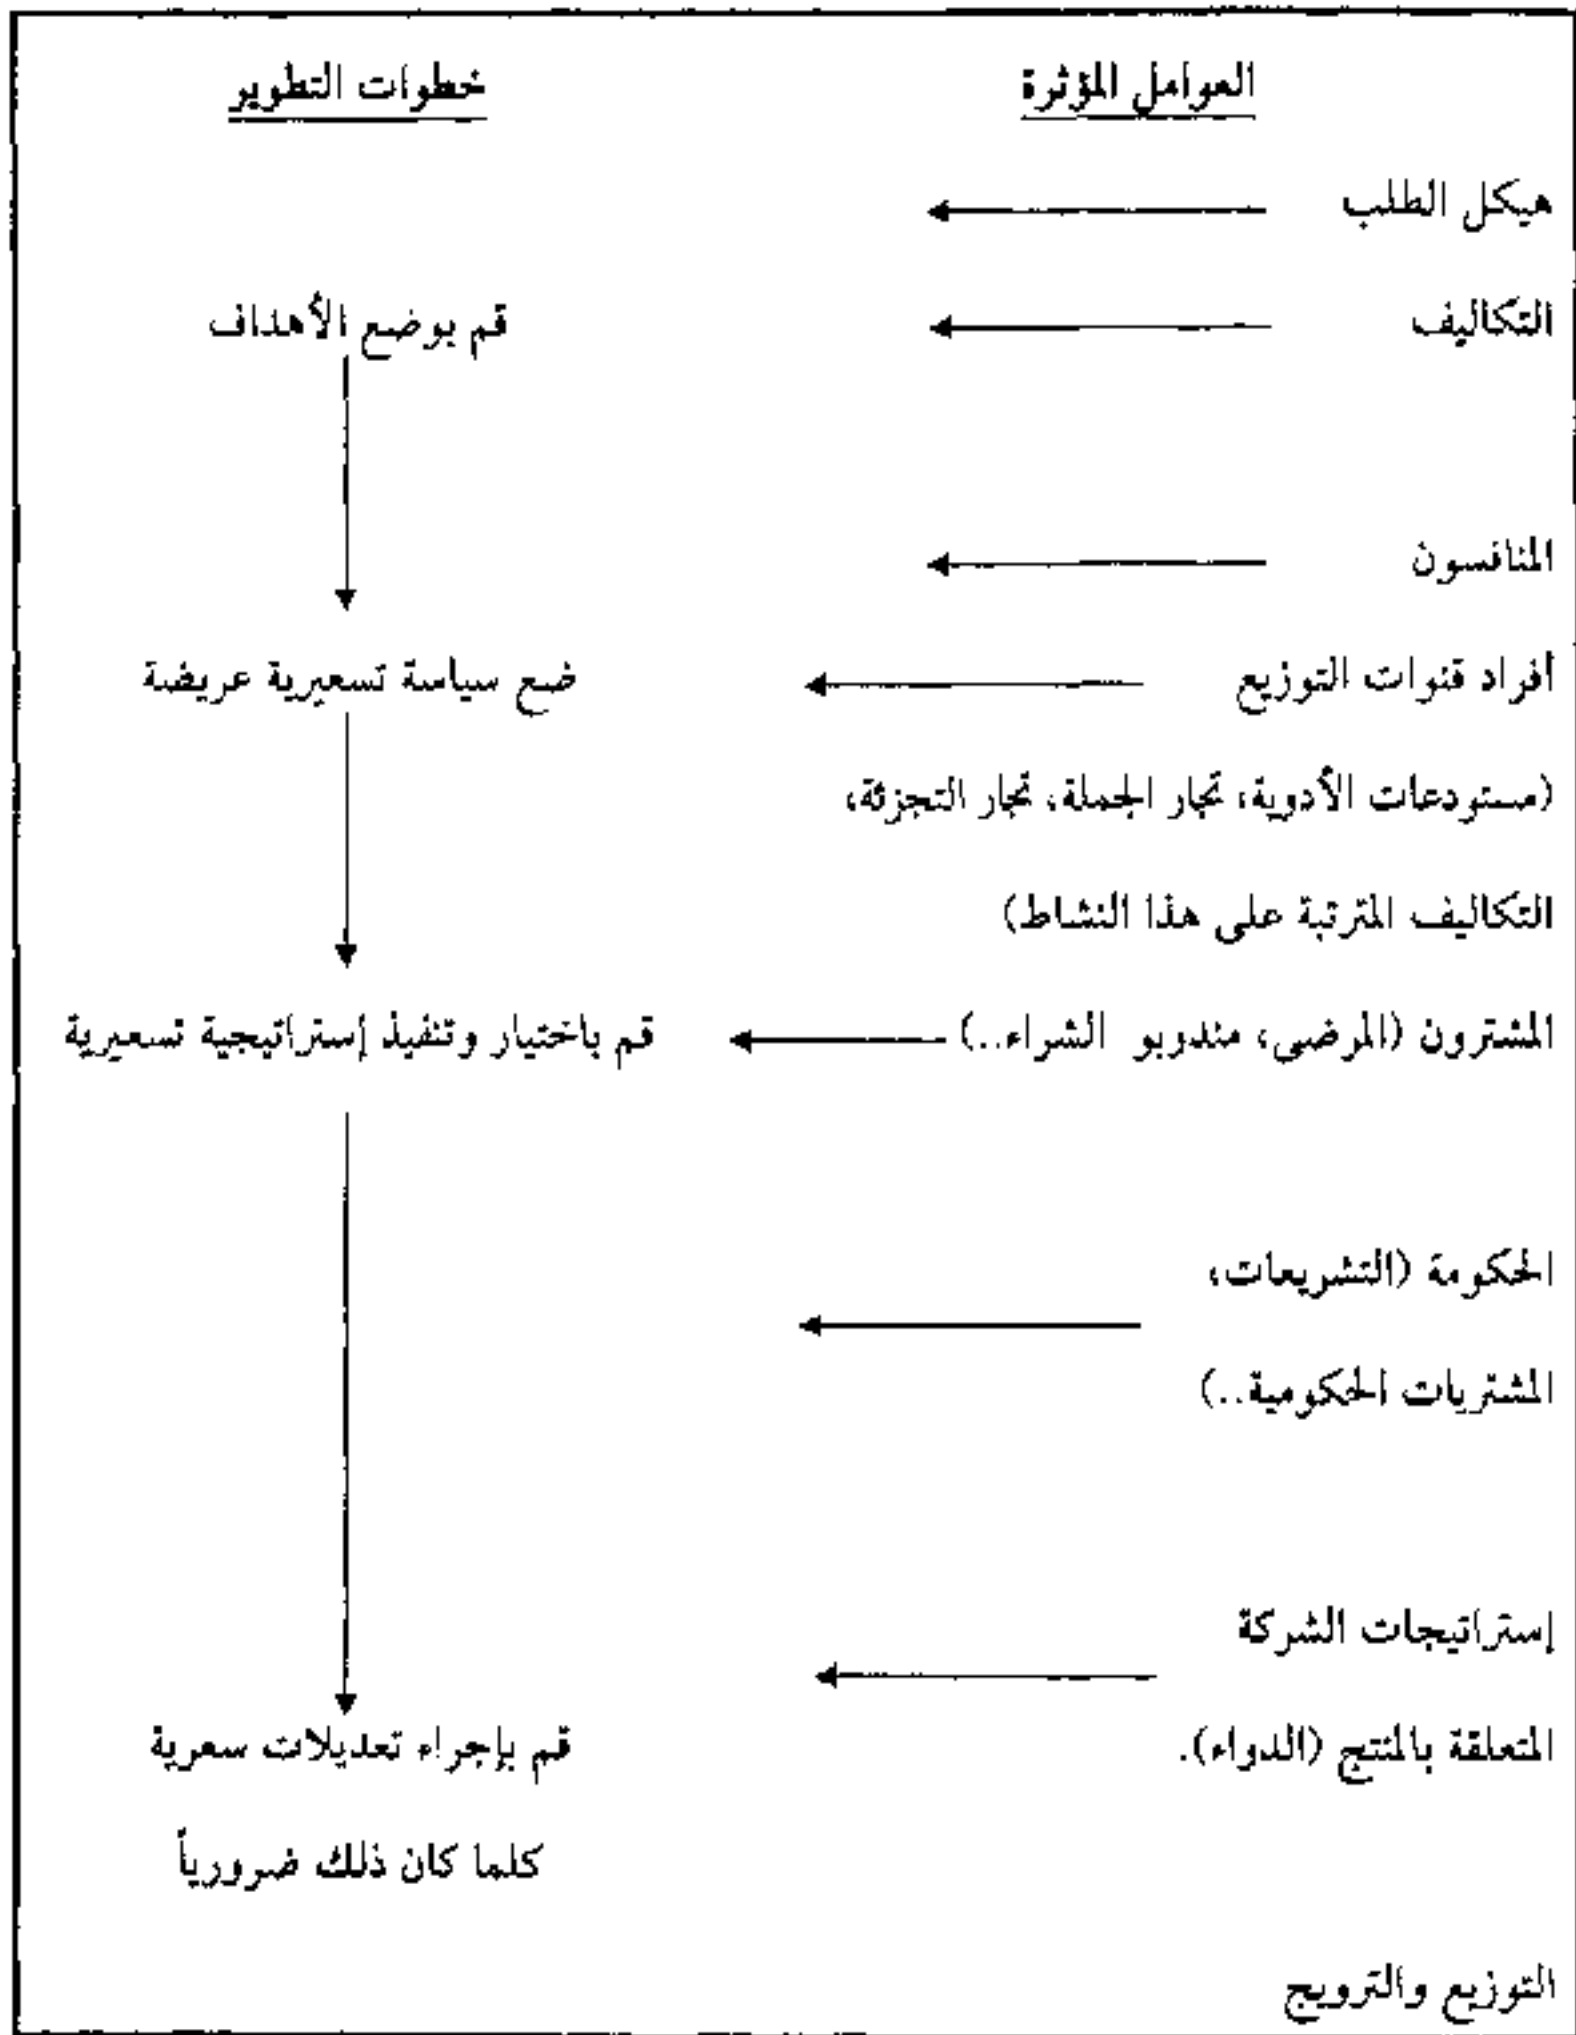 العوامل المؤثرة
خطوات التطوير
هيكل الطلب
التكاليف
قم بوضع الأهداف
المنافسون
أفراد قنوات التوزيع
ضع سياسة تسعيرية عريضة
(مستودعات الأدوية، تجار الجملة، تجار التجزئة،
التكاليف المترتبة على هذا النشاط)
المشترون (المرضى، مندوبو الشراء..)
قم باختيار وتنفيذ إستراتيجية تسعيرية
الحكومة (التشريعات،
المشتريات الحكومية..)
إستراتيجات الشركة
المتعلقة بالمنتج (الدواء).
قم بإجراء تعديلات سعرية
كلما كان ذلك ضرورياً
التوزيع والترويج